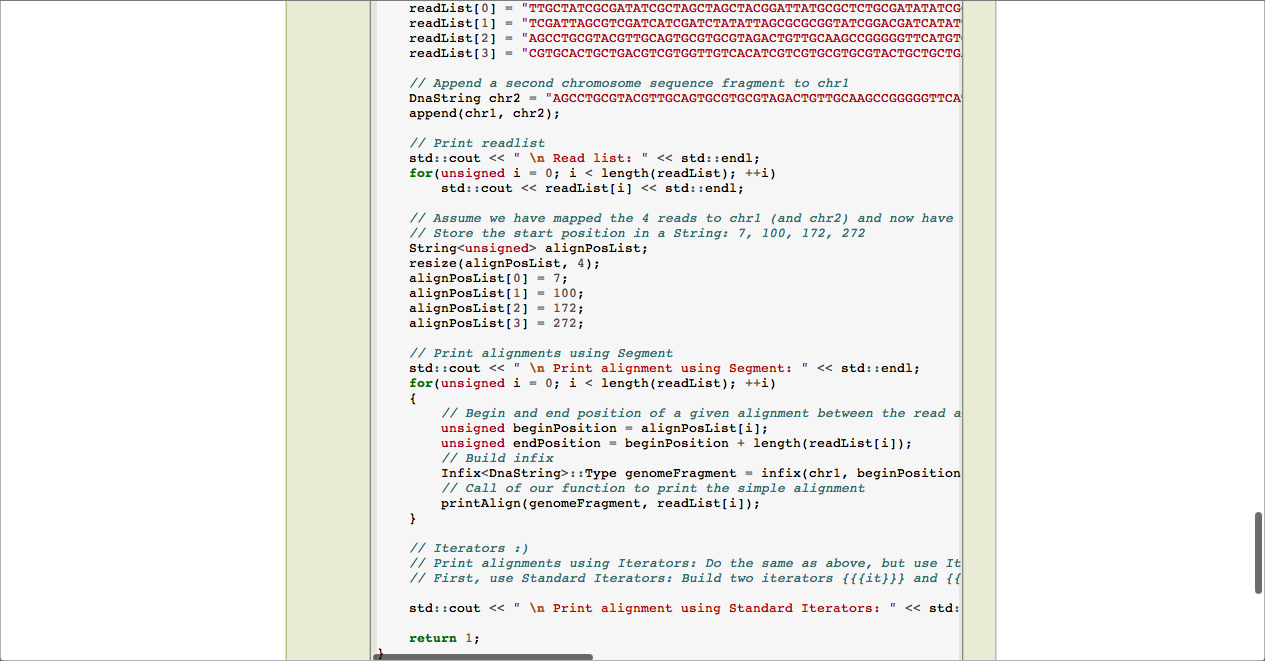 readList[0] = "TTGCTATCGCGATATCGCTAGCTAGCTACGGATTATGCGCTCTGCGATATATCG
readList[1] = "TCGATTAGCGTCGATCATCGATCTATATTAGCGCGCGGTATCGGACGATCATAT
readList[2] = "AGCCTGCGTACGTTGCAGTGCGTGCGTAGACTGTTGCAAGCCGGGGGTTCATGT
readList[3] = "CGTGCACTGCTGACGTCGTGGTTGTCACATCGTCGTGCGTGCGTACTGCTGCTG
// Append a second chromosome sequence fragment to chr1
DnaString chr2 = "AGCCTGCGTACGTTGCAGTGCGTGCGTAGACTGTTGCAAGCCGGGGGTTCA
append(chr1, chr2);
// Print readlist
std::cout << " \n Read list: " << std::endl;
for(unsigned i = 0; i < length(readList); ++i)
std::cout << readList[i] << std::endl;
// Assume we have mapped the 4 reads to chr1 (and chr2) and now have
// Store the start position in a String: 7, 100, 172, 272
String<unsigned> alignPosList;
resize(alignPosList, 4);
alignPosList[0] = 7;
alignPosList[1] = 100;
alignPosList[2] = 172;
alignPosList[3] = 272;
// Print alignments using Segment
std::cout << " \n Print alignment using Segment: " << std::endl;
for(unsigned i = 0; i < length(readList); ++i)
{
// Begin and end position of a given alignment between the read a
unsigned beginPosition = alignPosList[i];
unsigned endPosition = beginPosition + length(readList[i]);
// Build infix
Infix<DnaString>::Type genomeFragment = infix(chr1, beginPosition
// Call of our function to print the simple alignment
printAlign(genomeFragment, readList[i]);
}
// Iterators :)
// Print alignments using Iterators: Do the same as above, but use It
// First, use Standard Iterators: Build two iterators {{{it}}} and {{
std::cout << " \n Print alignment using Standard Iterators: " << std:
return 1;
}